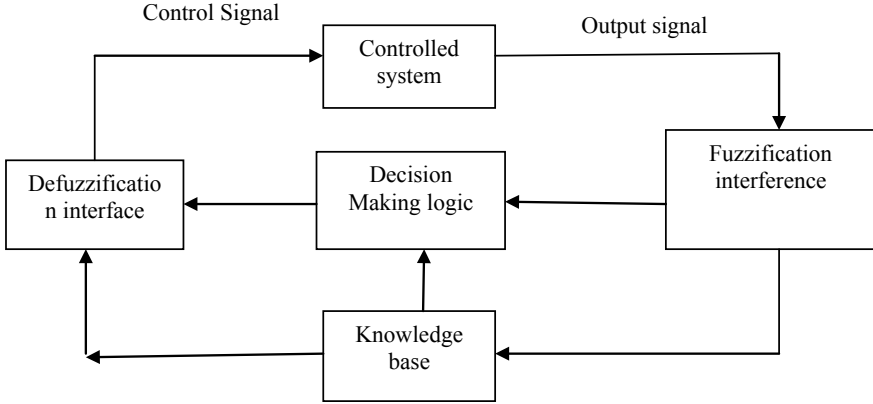 Control Signal
Controlled
system
Output signal
Fuzzification
interference
Decision
Making logic
Defuzzificatio
n interface
Knowledge
base